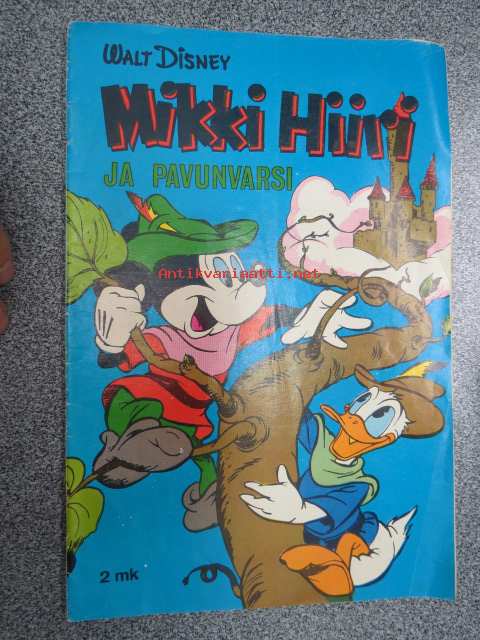 WALT DISNEY
Mikki Hiiri
JA PAVUNVARSI
Antikvariaatti.net
2 mk